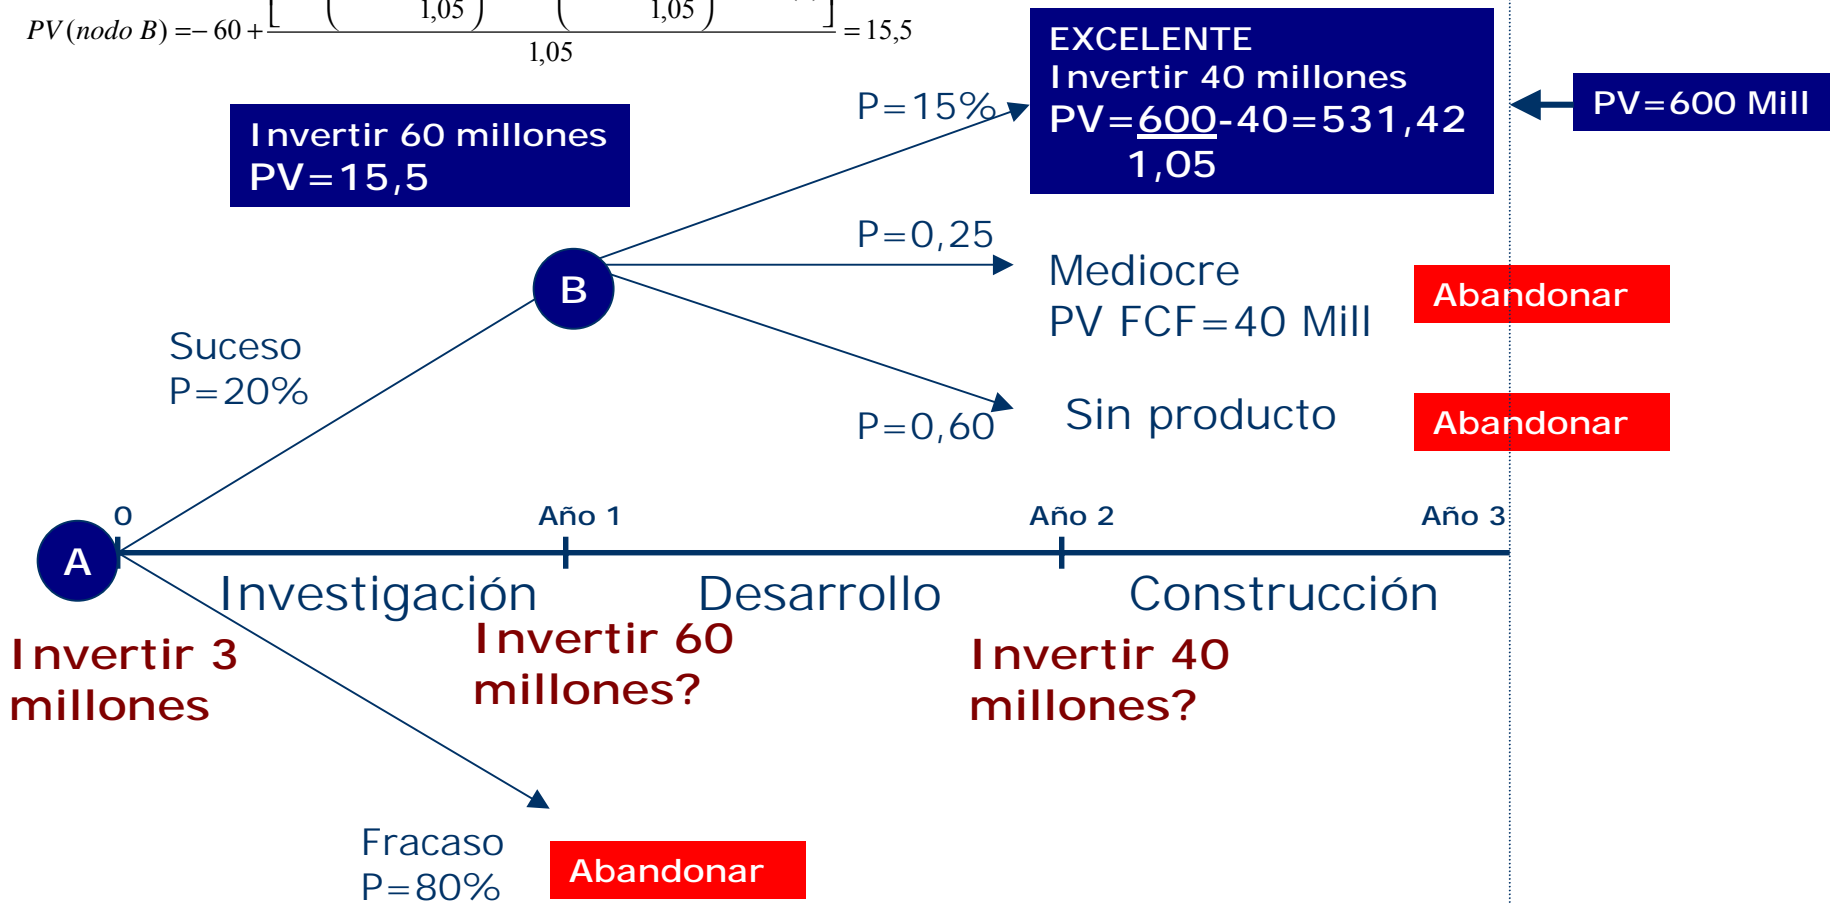 1,05 1,05
PV(nodo B) = − 60 + = 15,5
1,05
EXCELENTE
Invertir 40 millones
PV=600-40=531,42
1,05
PV=600 Mill
Invertir 60 millones
PV=15,5
P=15%
P=0,25
B
Mediocre
PV FCF=40 Mill
Abandonar
Suceso
P=20%
P=0,60
Sin producto
Abandonar
0
Año 1
Año 2
Año 3
A
Investigación
Desarrollo
Construcción
Invertir 3
millones
Invertir 60
millones?
Invertir 40
millones?
Fracaso
P=80%
Abandonar